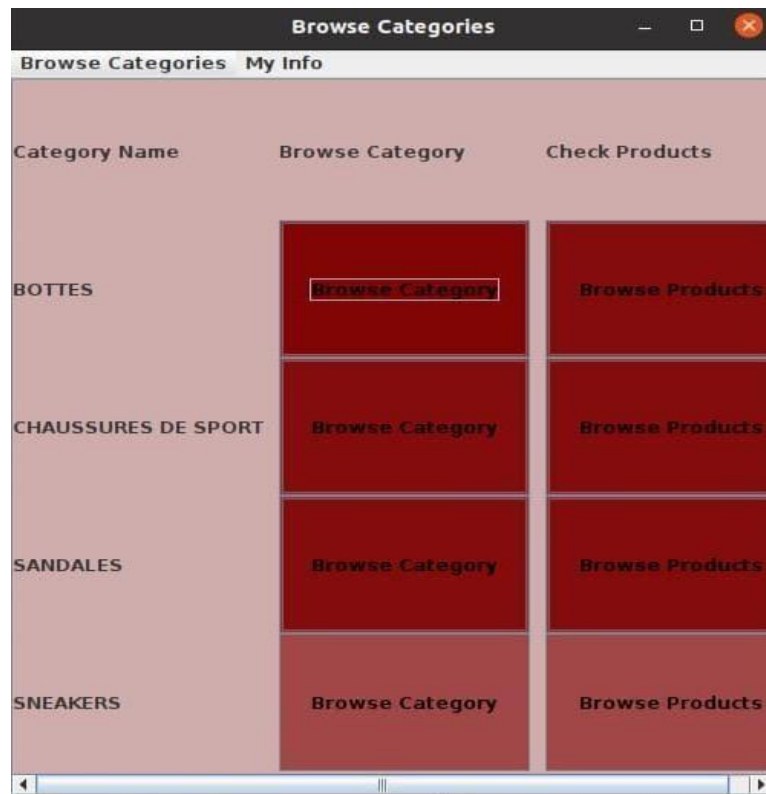 Browse Categories
Browse Categories My Info
Category Name Browse Category Check Products
BOTTES Browse Category Browse Products
CHAUSSURES DE SPORT Browse Category Browse Products
SANDALES Browse Category Browse Products
SNEAKERS Browse Category Browse Products